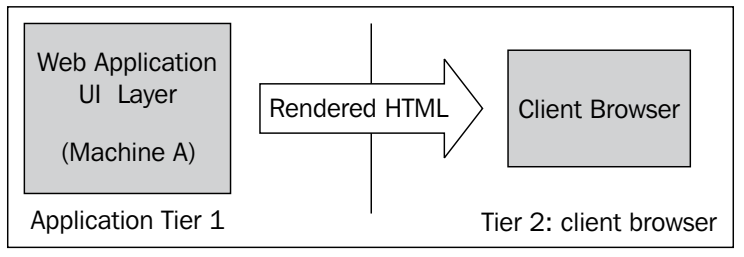 Web Application
UI Layer
(Machine A)
Rendered HTML
Client Browser
Application Tier 1
Tier 2: client browser